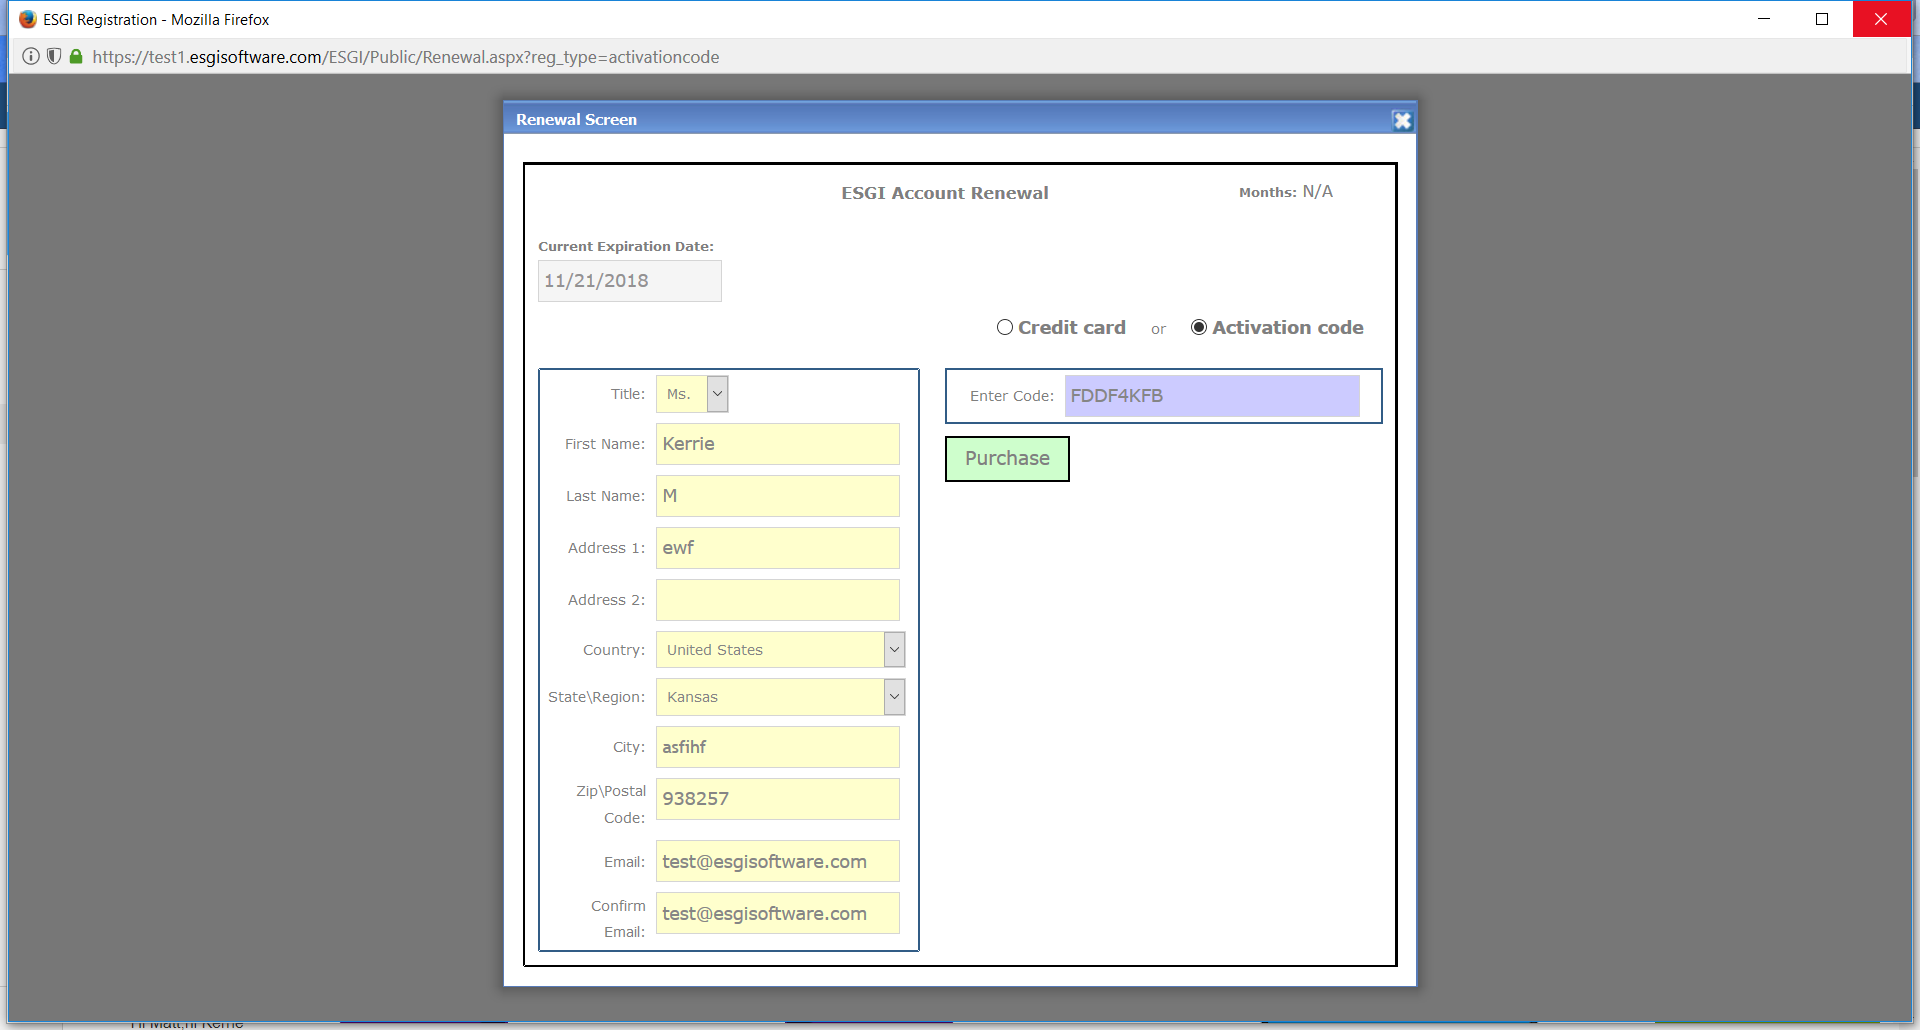 ESGI Registration - Mozilla Firefox
https://test1.esgisoftware.com/ESGI/Public/Renewal.aspx?reg_type=activationcode
Renewal Screen
ESGI Account Renewal
Months: N/A
Current Expiration Date:
11/21/2018
Credit card or Activation code
Title: Ms.
First Name: Kerrie
Last Name: M
Address 1: ewf
Address 2:
Country: United States
State\Region: Kansas
City: asfihf
Zip\Postal
Code: 938257
Email: test@esgisoftware.com
Confirm
Email: test@esgisoftware.com
Enter Code: FDDF4KFB
Purchase